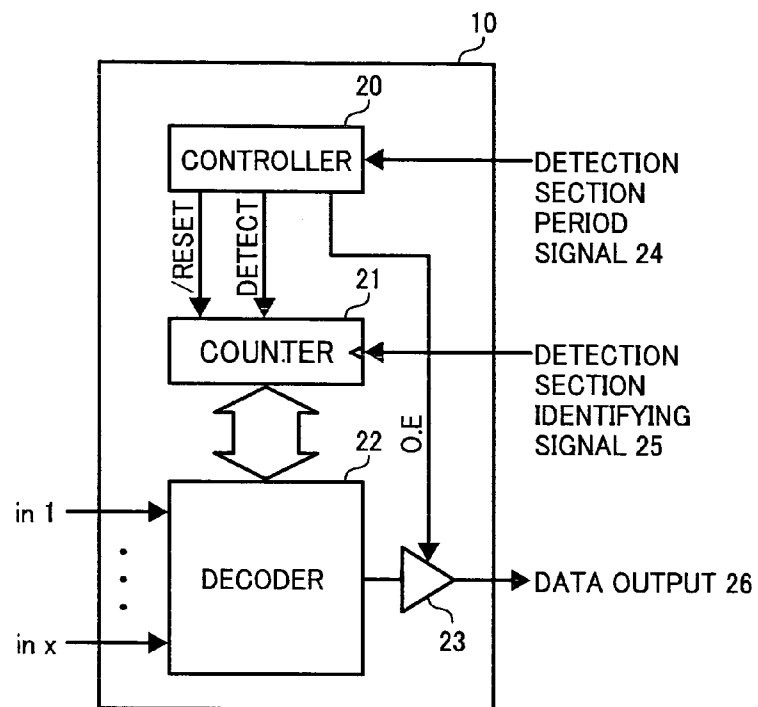 10
20
CONTROLLER
DETECTION
SECTION
PERIOD
SIGNAL 24
/RESET
DETECT
21
COUNTER
DETECTION
SECTION
IDENTIFYING
SIGNAL 25
O.E
22
in 1
DECODER
in x
23
DATA OUTPUT 26